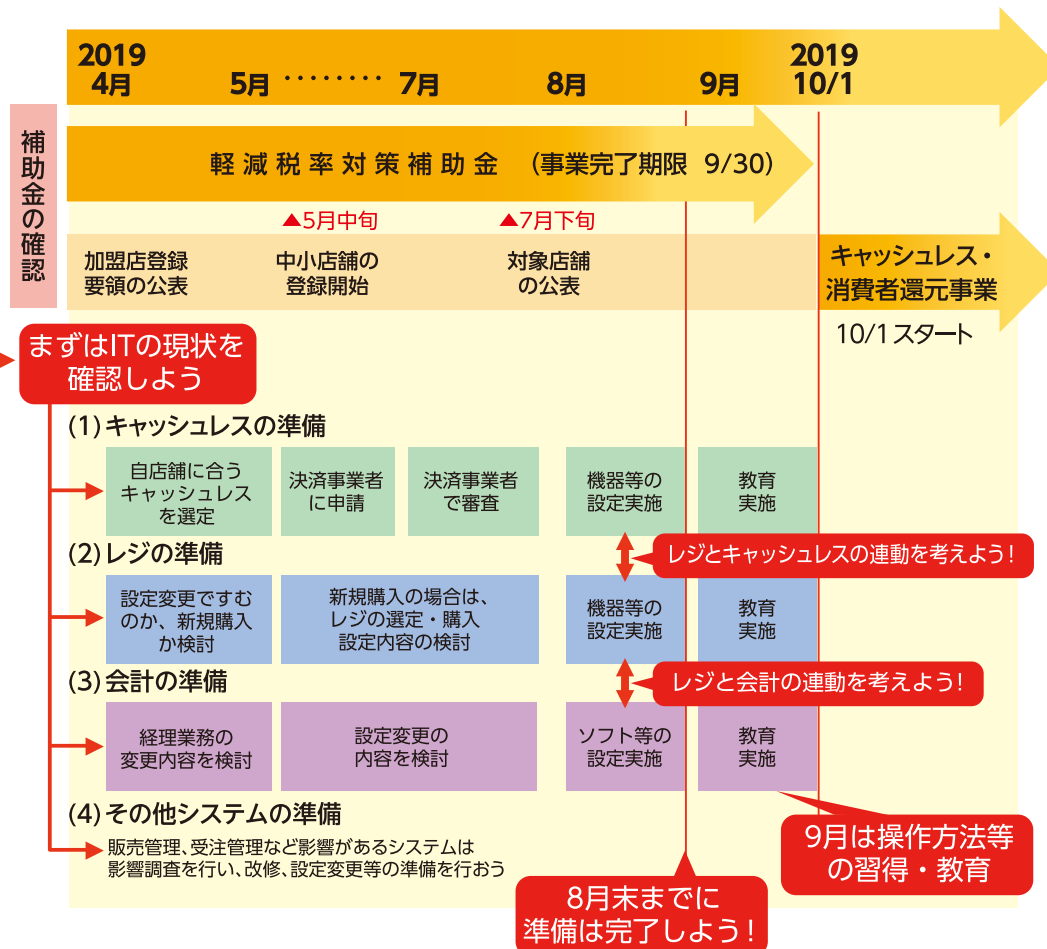 2019
4月
5月 ‥‥‥‥ 7月
8月
9月
2019
10/1
補助金の確認
軽減税率対策補助金 (事業完了期限 9/30)
▲5月中旬
▲7月下旬
加盟店登録
要領の公表
中小店舗の
登録開始
対象店舗
の公表
キャッシュレス・
消費者還元事業
10/1 スタート
まずはITの現状を
確認しよう
(1)キャッシュレスの準備
自店舗に合う
キャッシュレス
を選定
決済事業者
に申請
決済事業者
で審査
機器等の
設定実施
教育
実施
レジとキャッシュレスの連動を考えよう!
(2)レジの準備
設定変更ですむ
のか、新規購入
か検討
新規購入の場合は、
レジの選定・購入
設定内容の検討
機器等の
設定実施
教育
実施
レジと会計の連動を考えよう!
(3)会計の準備
経理業務の
変更内容を検討
設定変更の
内容を検討
ソフト等の
設定実施
教育
実施
(4)その他システムの準備
販売管理、受注管理など影響があるシステムは
影響調査を行い、改修、設定変更等の準備を行おう
9月は操作方法等
の習得・教育
8月末までに
準備は完了しよう!